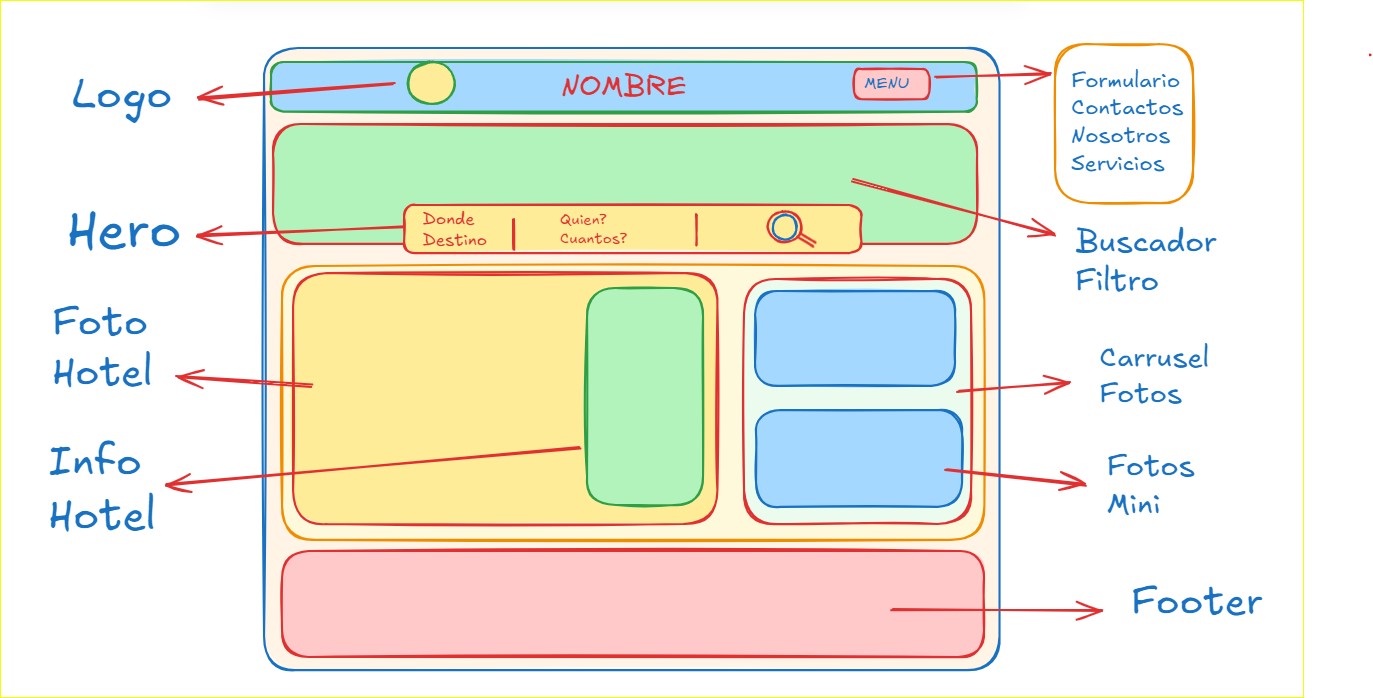 Logo
NOMBRE
MENU
Formulario
Contactos
Nosotros
Servicios
Hero
Donde
Destino
Quien?
Cuantos?
Buscador
Filtro
Foto
Hotel
Carrusel
Fotos
Info
Hotel
Fotos
Mini
Footer